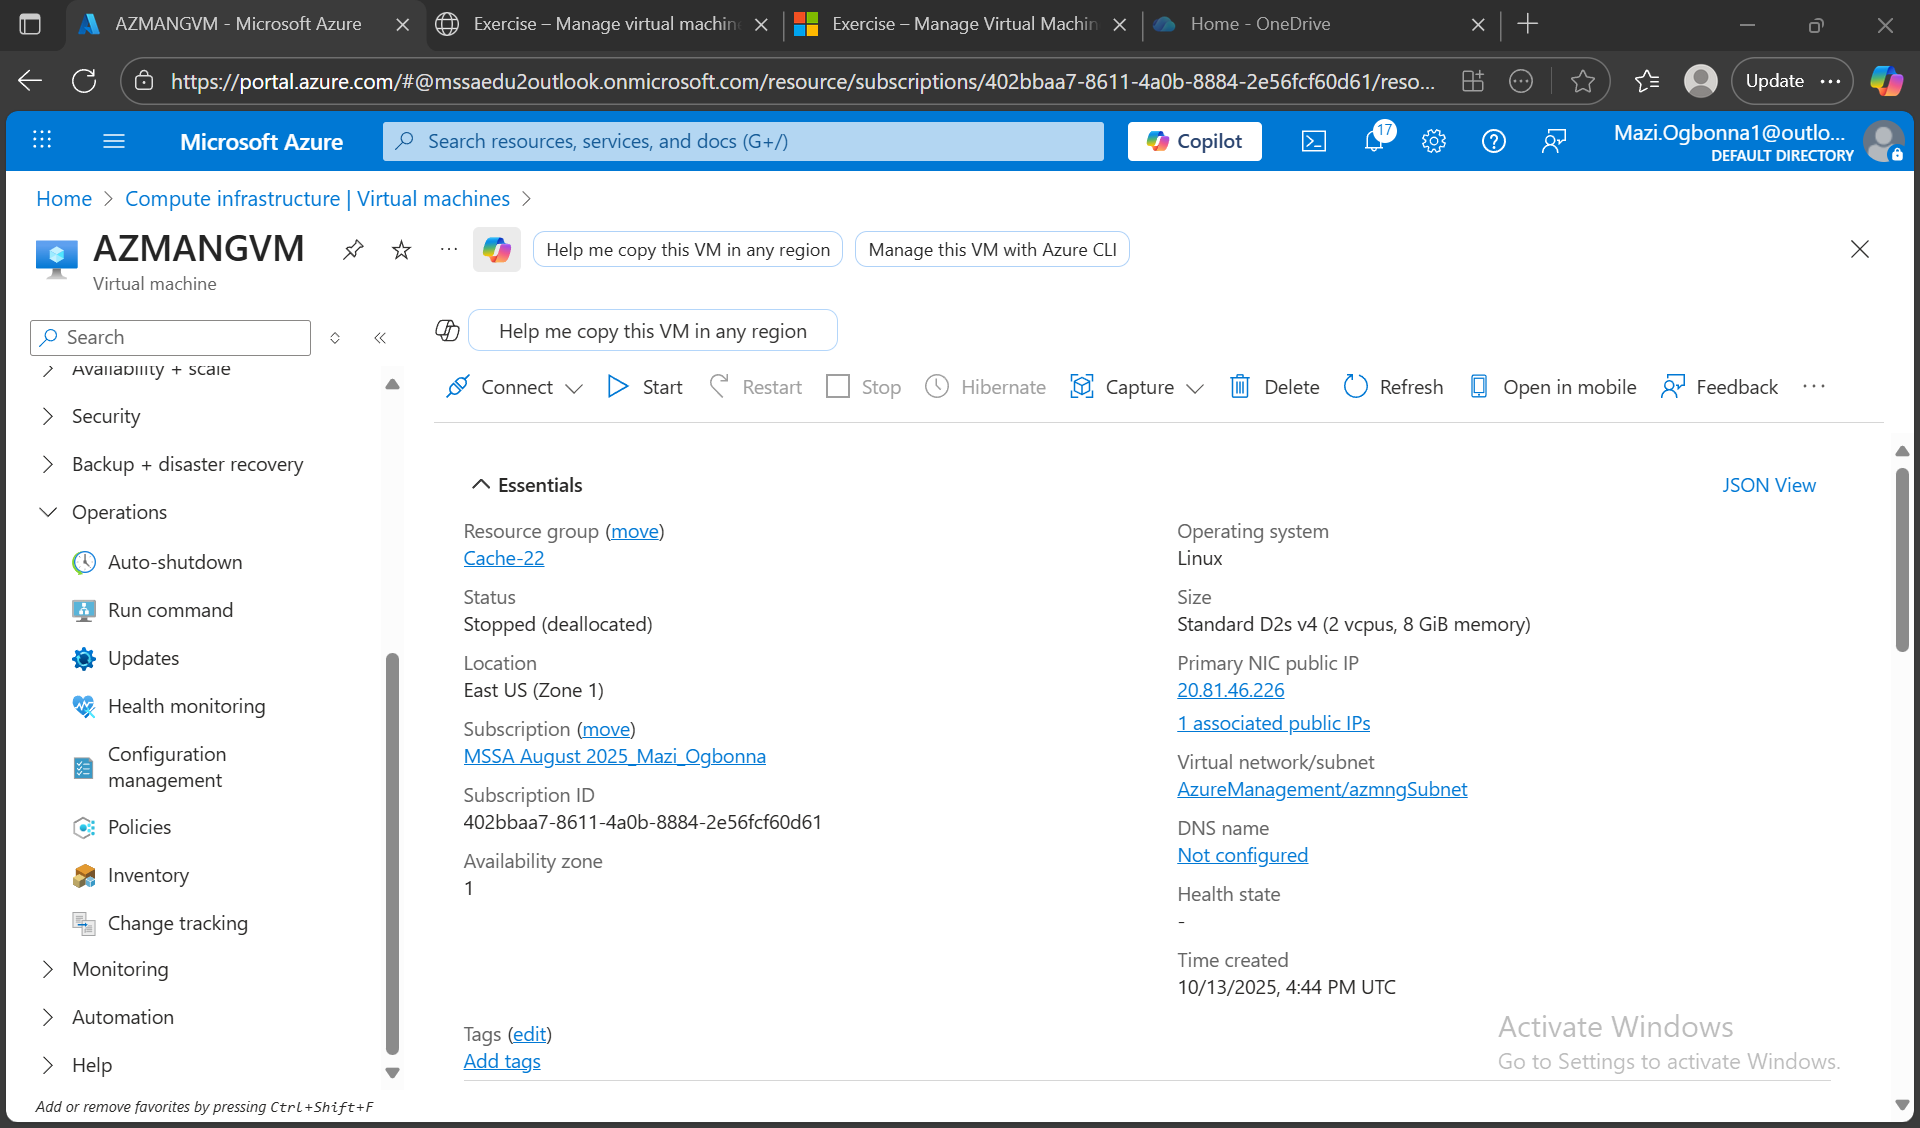 AZMANGVM - Microsoft Azure
Exercise – Manage virtual machin
Exercise – Manage Virtual Machin
Home - OneDrive
https://portal.azure.com/#@mssaedu2outlook.onmicrosoft.com/resource/subscriptions/402bbaa7-8611-4a0b-8884-2e56fcf60d61/reso...
Update
Microsoft Azure
Search resources, services, and docs (G+/)
Copilot
17
Mazi.Ogbonna1@outlo...
DEFAULT DIRECTORY
Home > Compute infrastructure | Virtual machines >
AZMANGVM
Virtual machine
Help me copy this VM in any region
Manage this VM with Azure CLI
Search
Help me copy this VM in any region
Connect
Start
Restart
Stop
Hibernate
Capture
Delete
Refresh
Open in mobile
Feedback
Availability + scale
Security
Backup + disaster recovery
Operations
Auto-shutdown
Run command
Updates
Health monitoring
Configuration
management
Policies
Inventory
Change tracking
Monitoring
Automation
Help
Add or remove favorites by pressing Ctrl+Shift+F
Essentials
JSON View
Resource group (move)
Cache-22
Status
Stopped (deallocated)
Location
East US (Zone 1)
Subscription (move)
MSSA August 2025_Mazi_Ogbonna
Subscription ID
402bbaa7-8611-4a0b-8884-2e56fcf60d61
Availability zone
1
Operating system
Linux
Size
Standard D2s v4 (2 vcpus, 8 GiB memory)
Primary NIC public IP
20.81.46.226
1 associated public IPs
Virtual network/subnet
AzureManagement/azmngSubnet
DNS name
Not configured
Health state
-
Time created
10/13/2025, 4:44 PM UTC
Tags (edit)
Add tags
Activate Windows
Go to Settings to activate Windows.